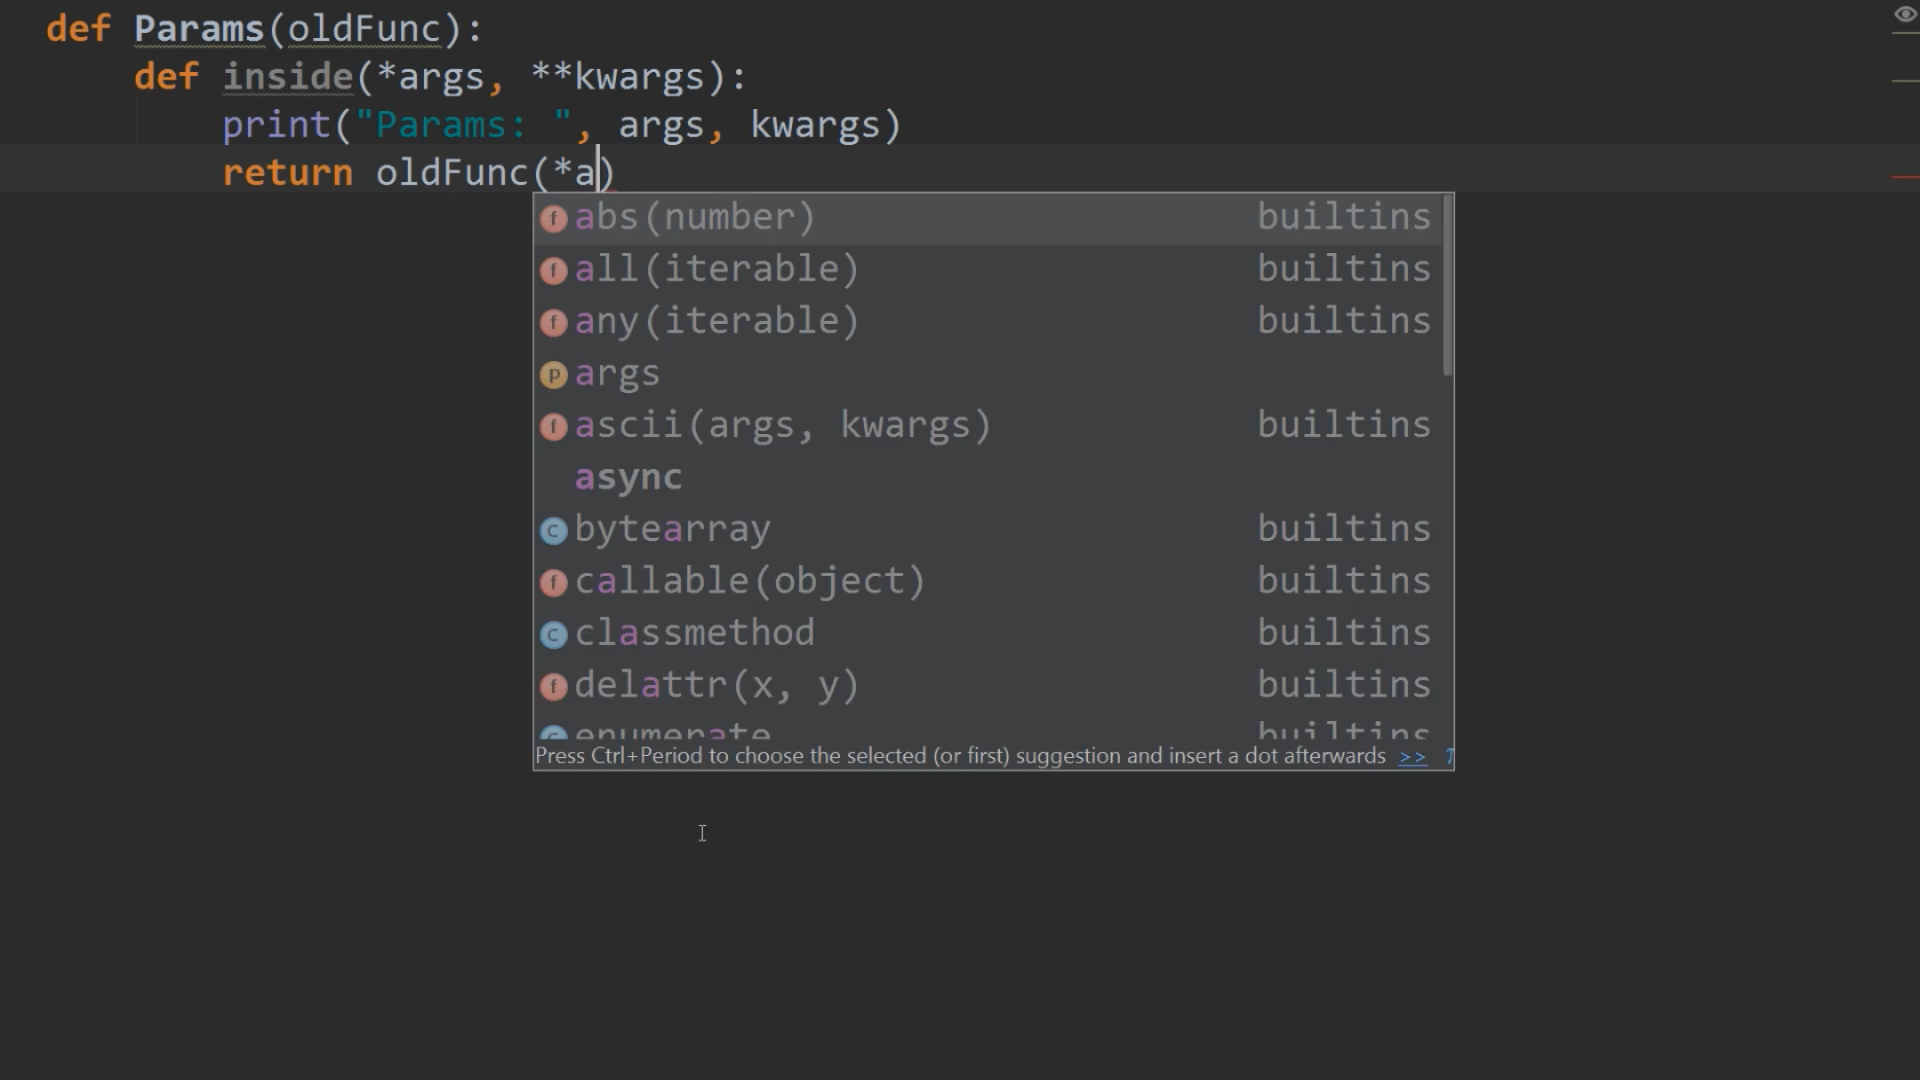 def Params(oldFunc):
    def inside(*args, **kwargs):
        print("Params: ", args, kwargs)
        return oldFunc(*a)
f abs(number) builtins
f all(iterable) builtins
f any(iterable) builtins
p args
f ascii(args, kwargs) builtins
async
c bytearray builtins
f callable(object) builtins
c classmethod builtins
f delattr(x, y) builtins
c enumerate builtins
Press Ctrl+Period to choose the selected (or first) suggestion and insert a dot afterwards >>